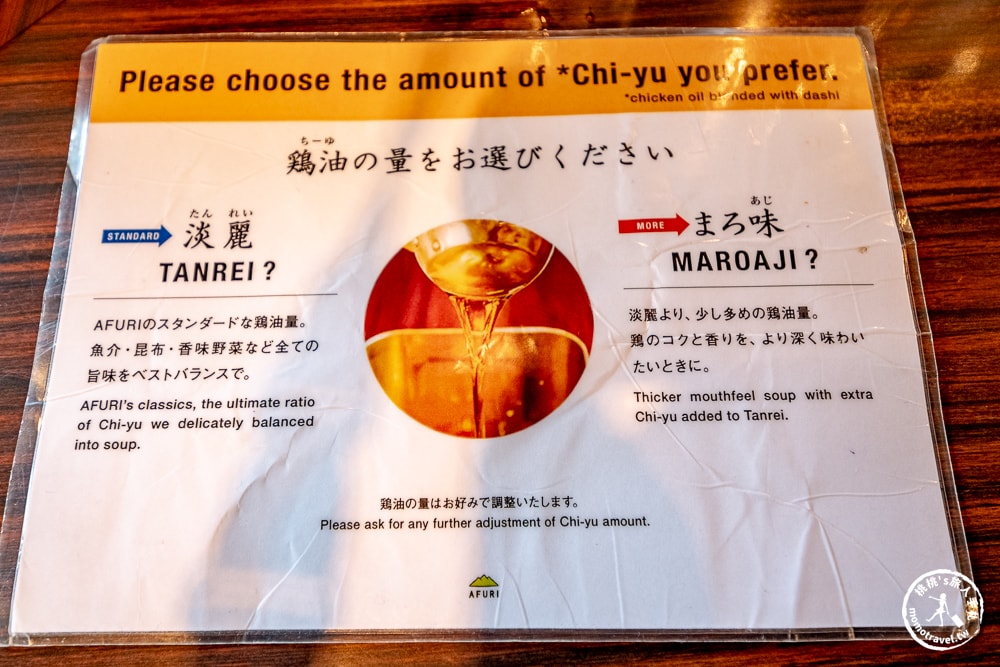 Please choose the amount of *Chi-yu you prefer.
*chicken oil blended with dashi
ちーゆ
鶏油の量をお選びください
STANDARD
たん れい
淡麗
TANREI ?
AFURIのスタンダードな鶏油量。
魚介・昆布・香味野菜など全ての
旨味をベストバランスで。
AFURI's classics, the ultimate ratio
of Chi-yu we delicately balanced
into soup.
MORE
あじ
まろ味
MAROAJI ?
淡麗より、少し多めの鶏油量。
鶏のコクと香りを、より深く味わい
たいときに。
Thicker mouthfeel soup with extra
Chi-yu added to Tanrei.
鶏油の量はお好みで調整いたします。
Please ask for any further adjustment of Chi-yu amount.
AFURI
桃桃's旅人
momotravel.tw